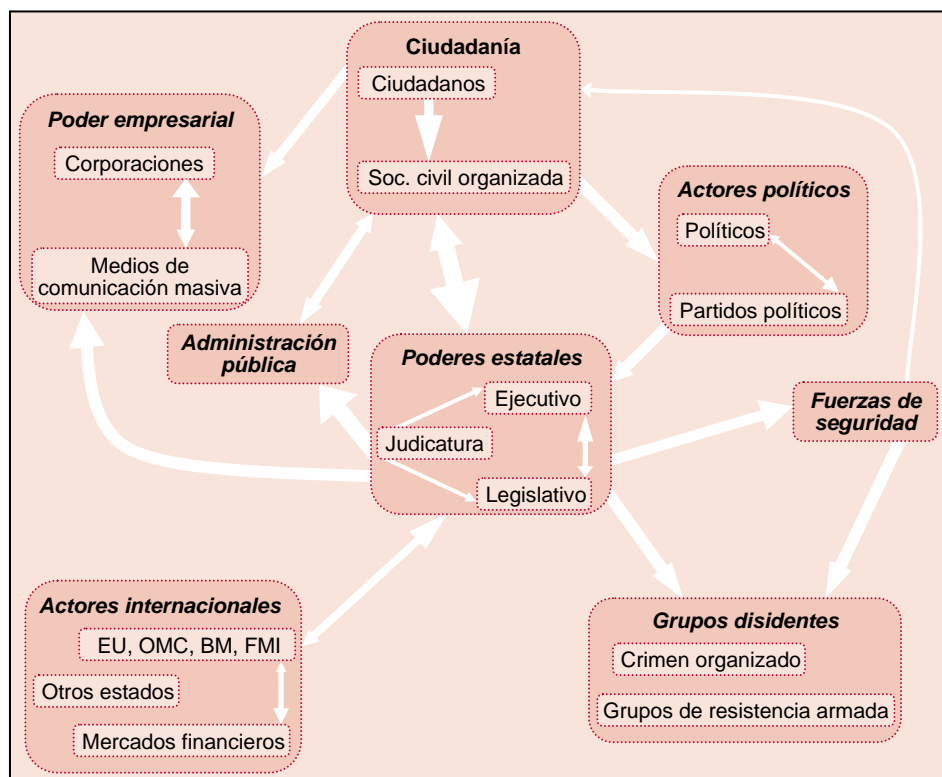 Ciudadanía
Ciudadanos
Soc. civil organizada
Poder empresarial
Corporaciones
Medios de
comunicación masiva
Actores políticos
Políticos
Partidos políticos
Administración
pública
Poderes estatales
Ejecutivo
Judicatura
Legislativo
Fuerzas de
seguridad
Actores internacionales
EU, OMC, BM, FMI
Otros estados
Mercados financieros
Grupos disidentes
Crimen organizado
Grupos de resistencia armada